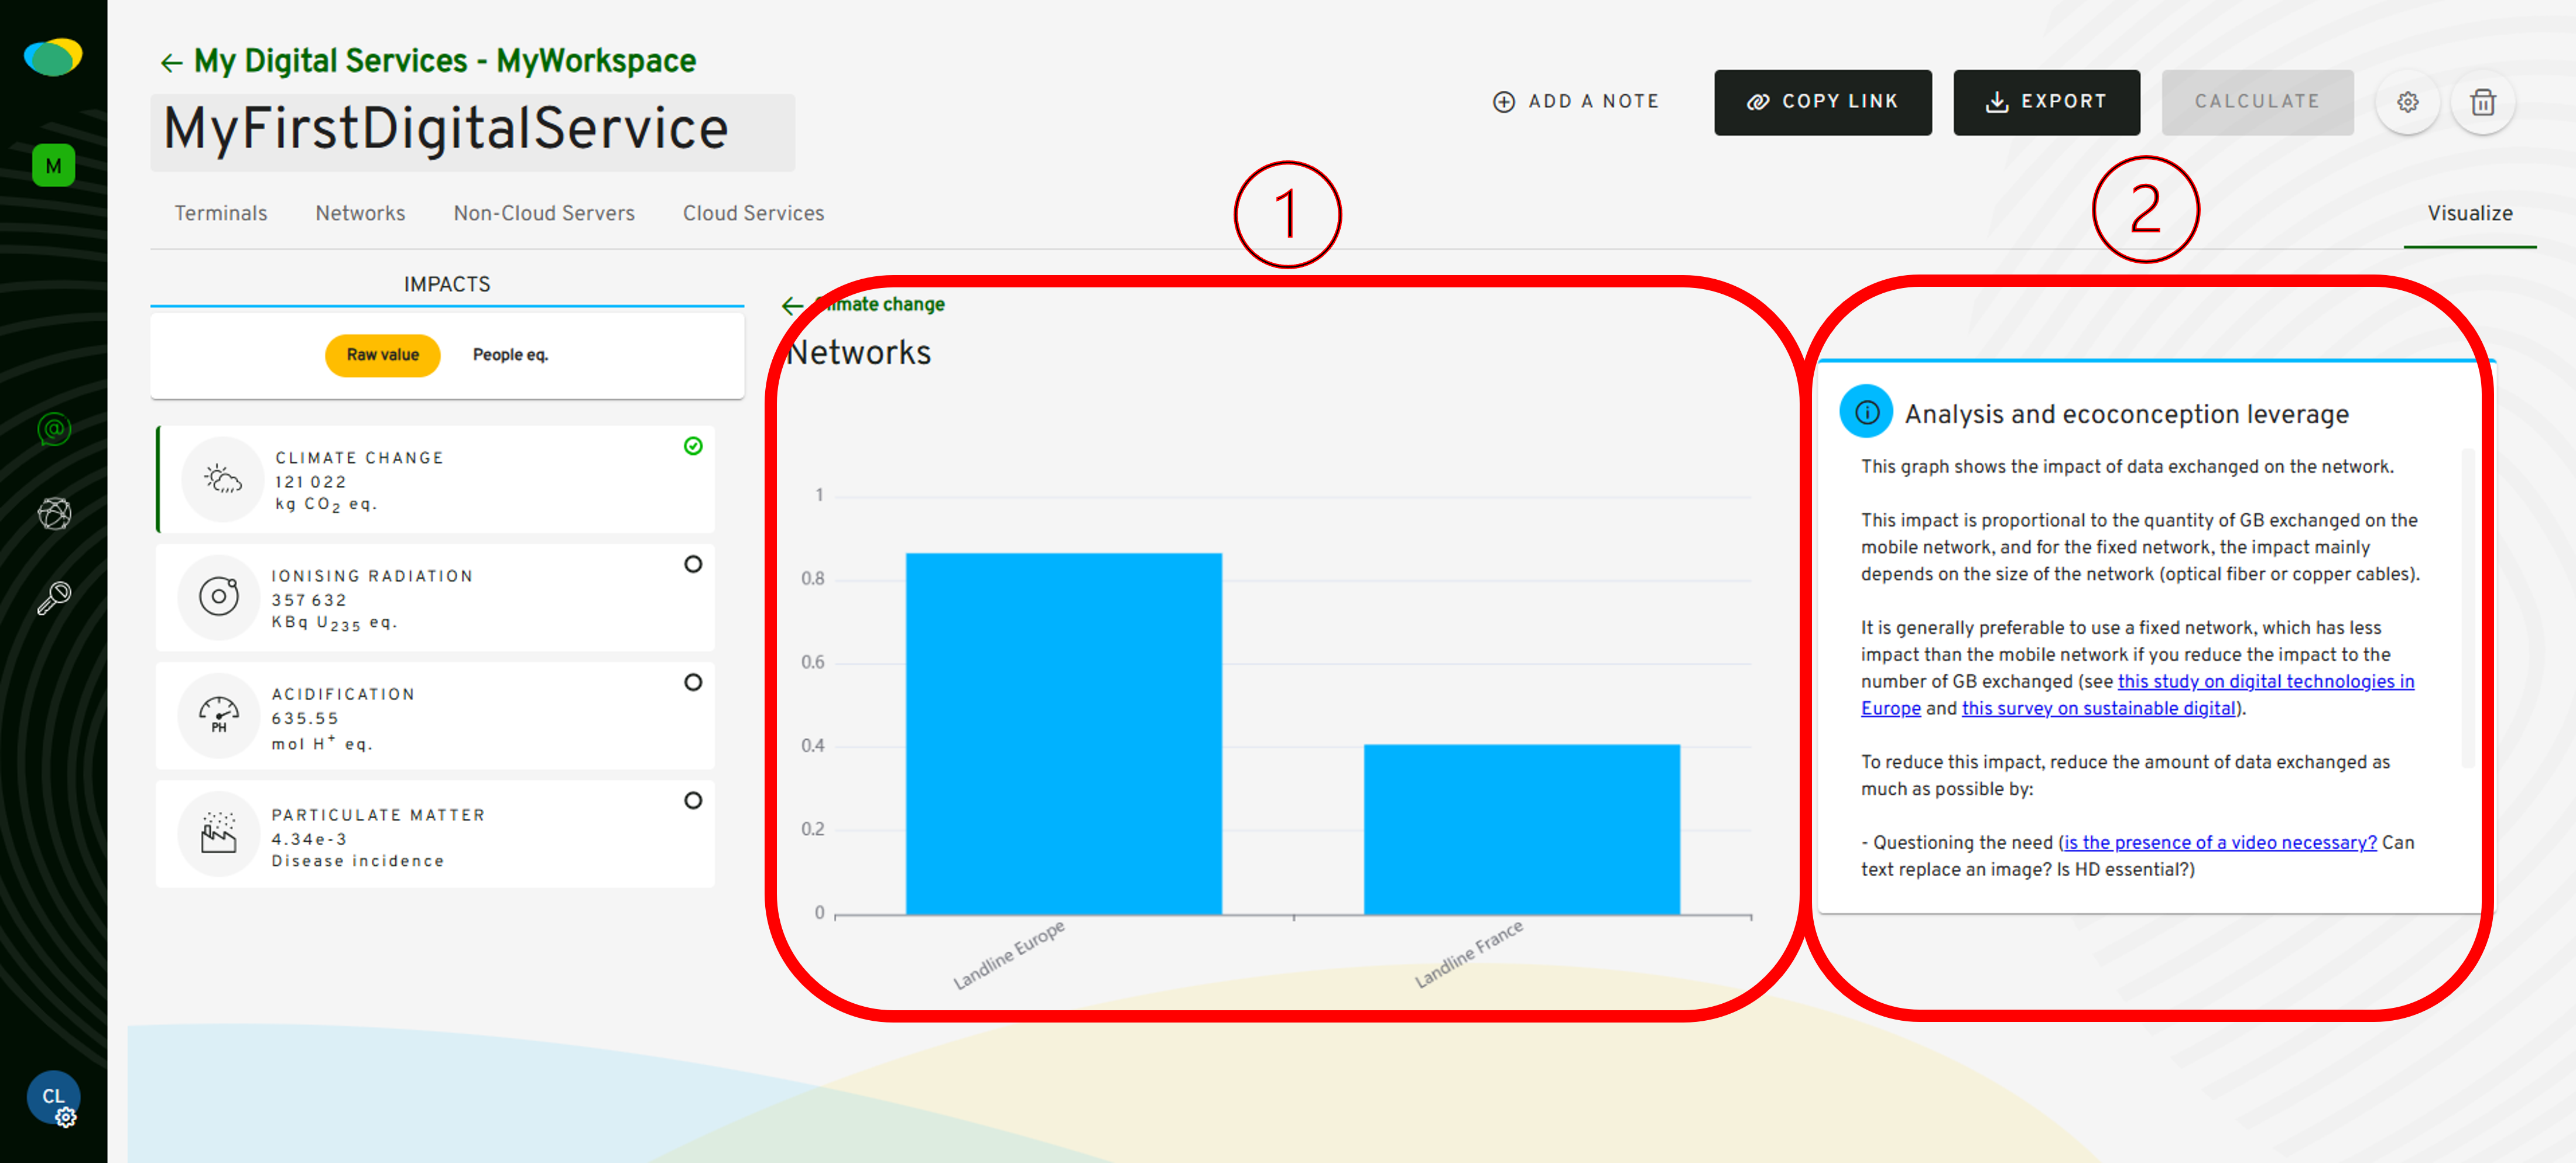 My Digital Services - MyWorkspace
MyFirstDigitalService
ADD A NOTE
COPY LINK
EXPORT
CALCULATE
M
Terminals
Networks
Non-Cloud Servers
Cloud Services
Visualize
1
2
IMPACTS
Raw value
People eq.
CLIMATE CHANGE
121 022
kg CO₂ eq.
IONISING RADIATION
357 632
KBq U₂₃₅ eq.
PH
ACIDIFICATION
635.55
mol H⁺ eq.
PARTICULATE MATTER
4.34e-3
Disease incidence
Climate change
Networks
1
0.8
0.6
0.4
0.2
0
Landline Europe
Landline France
Analysis and ecoconception leverage
This graph shows the impact of data exchanged on the network.
This impact is proportional to the quantity of GB exchanged on the
mobile network, and for the fixed network, the impact mainly
depends on the size of the network (optical fiber or copper cables).
It is generally preferable to use a fixed network, which has less
impact than the mobile network if you reduce the impact to the
number of GB exchanged (see this study on digital technologies in
Europe and this survey on sustainable digital).
To reduce this impact, reduce the amount of data exchanged as
much as possible by:
- Questioning the need (is the presence of a video necessary? Can
text replace an image? Is HD essential?)
CL